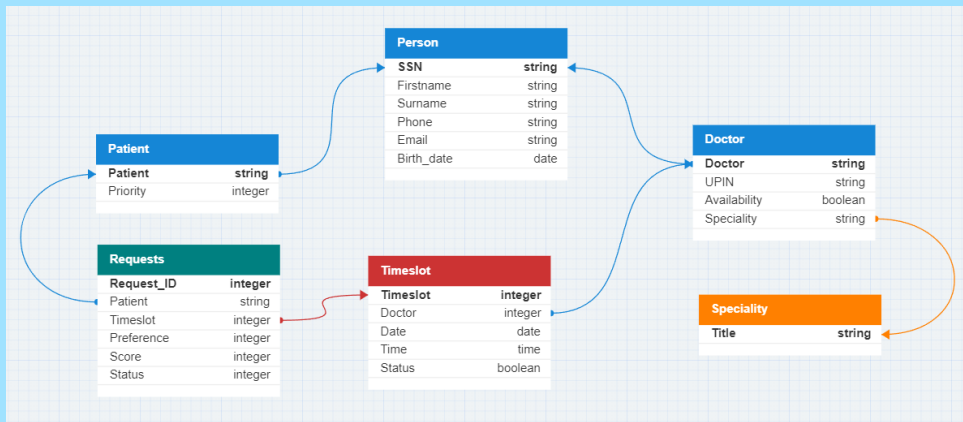 Person
SSN string
Firstname string
Surname string
Phone string
Email string
Birth_date date
Patient
Patient string
Priority integer
Doctor
Doctor string
UPIN string
Availability boolean
Speciality string
Requests
Request_ID integer
Patient string
Timeslot integer
Preference integer
Score integer
Status integer
Timeslot
Timeslot integer
Doctor integer
Date date
Time time
Status boolean
Speciality
Title string